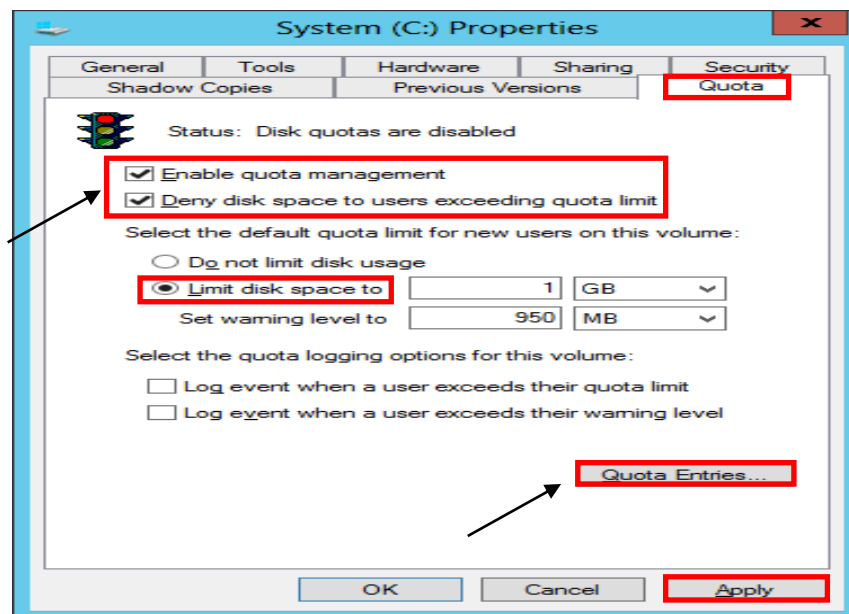 System (C:) Properties
General Tools Hardware Sharing Security
Shadow Copies Previous Versions Quota
Status: Disk quotas are disabled
Enable quota management
Deny disk space to users exceeding quota limit
Select the default quota limit for new users on this volume:
Do not limit disk usage
Limit disk space to 1 GB
Set warning level to 950 MB
Select the quota logging options for this volume:
Log event when a user exceeds their quota limit
Log event when a user exceeds their warning level
Quota Entries...
OK Cancel Apply